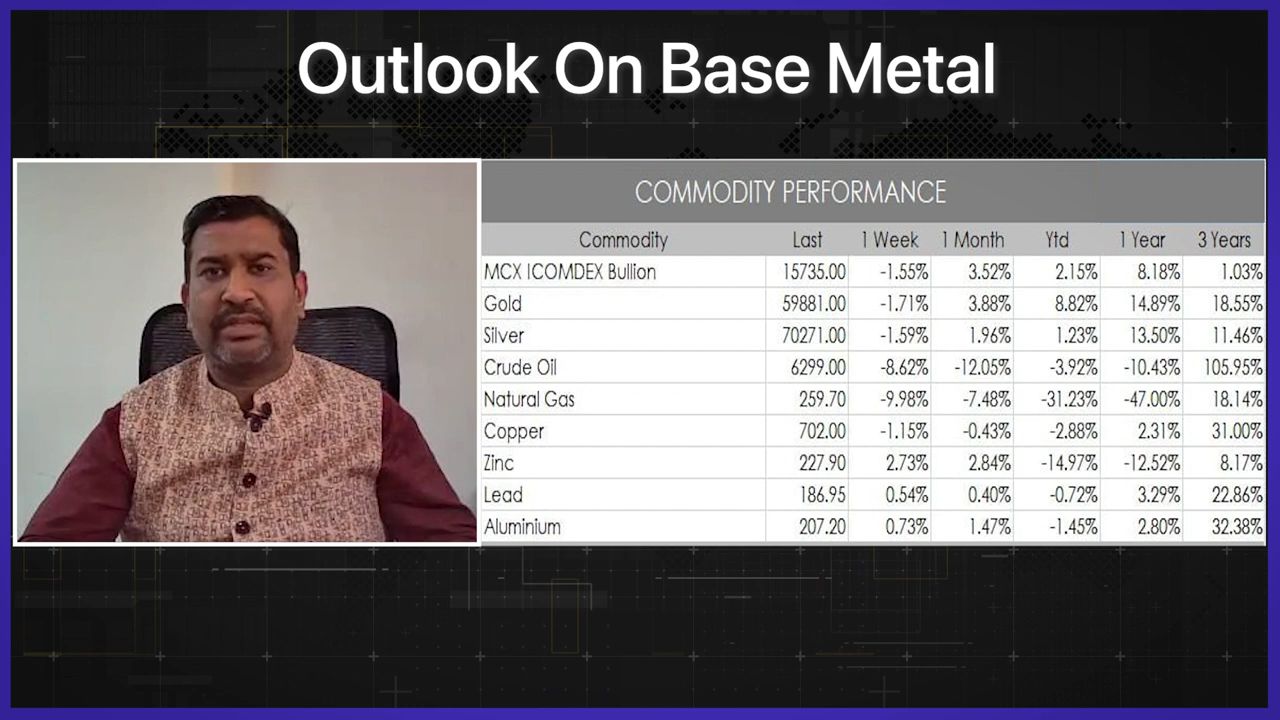 Outlook On Base Metal
COMMODITY PERFORMANCE
Commodity Last 1 Week 1 Month Ytd 1 Year 3 Years
MCX ICOMDEX Bullion 15735.00 -1.55% 3.52% 2.15% 8.18% 1.03%
Gold 59881.00 -1.71% 3.88% 8.82% 14.89% 18.55%
Silver 70271.00 -1.59% 1.96% 1.23% 13.50% 11.46%
Crude Oil 6299.00 -8.62% -12.05% -3.92% -10.43% 105.95%
Natural Gas 259.70 -9.98% -7.48% -31.23% -47.00% 18.14%
Copper 702.00 -1.15% -0.43% -2.88% 2.31% 31.00%
Zinc 227.90 2.73% 2.84% -14.97% -12.52% 8.17%
Lead 186.95 0.54% 0.40% -0.72% 3.29% 22.86%
Aluminium 207.20 0.73% 1.47% -1.45% 2.80% 32.38%